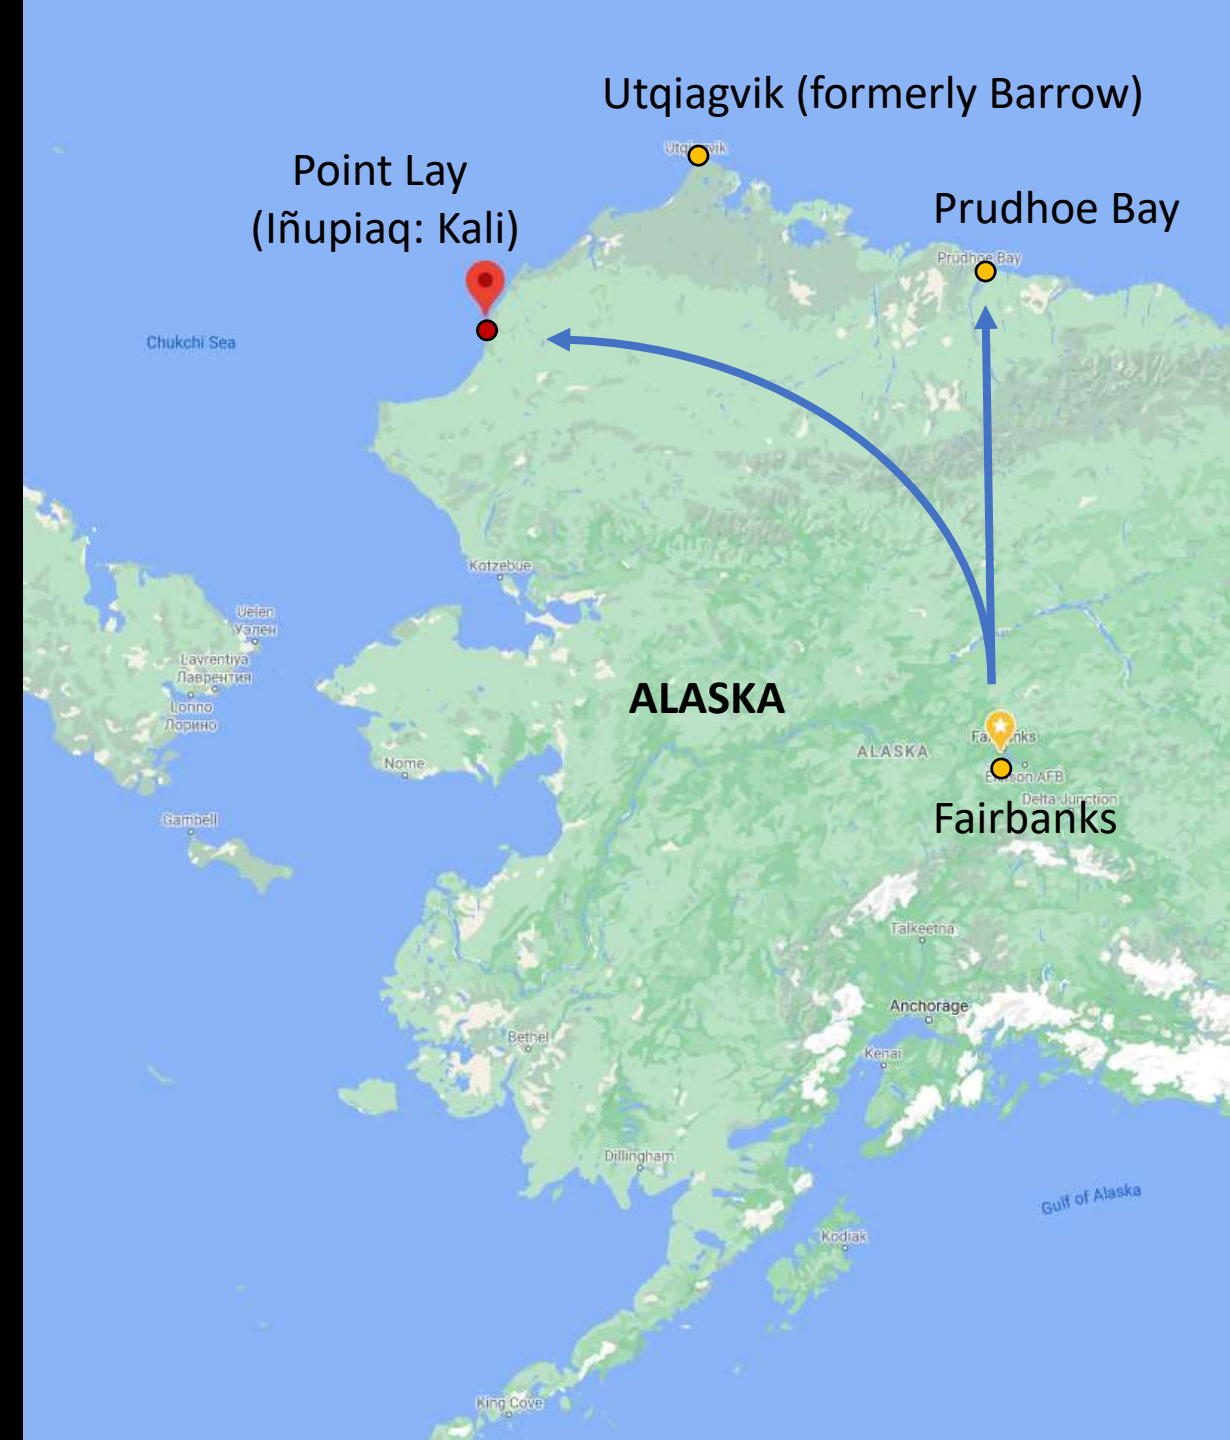 Utqiagvik (formerly Barrow)
Point Lay
(Iñupiaq: Kali)
Prudhoe Bay
Prudhoe Bay
Chukchi Sea
Kotzebue
Uelen
Уэлен
Lavrentiya
Лаврентия
Lorino
Лорино
ALASKA
ALASKA
Nome
Eielson AFB
Delta Junction
Fairbanks
Gambell
Talkeetna
Anchorage
Bethel
Kenai
Dillingham
Gulf of Alaska
Kodiak
King Cove